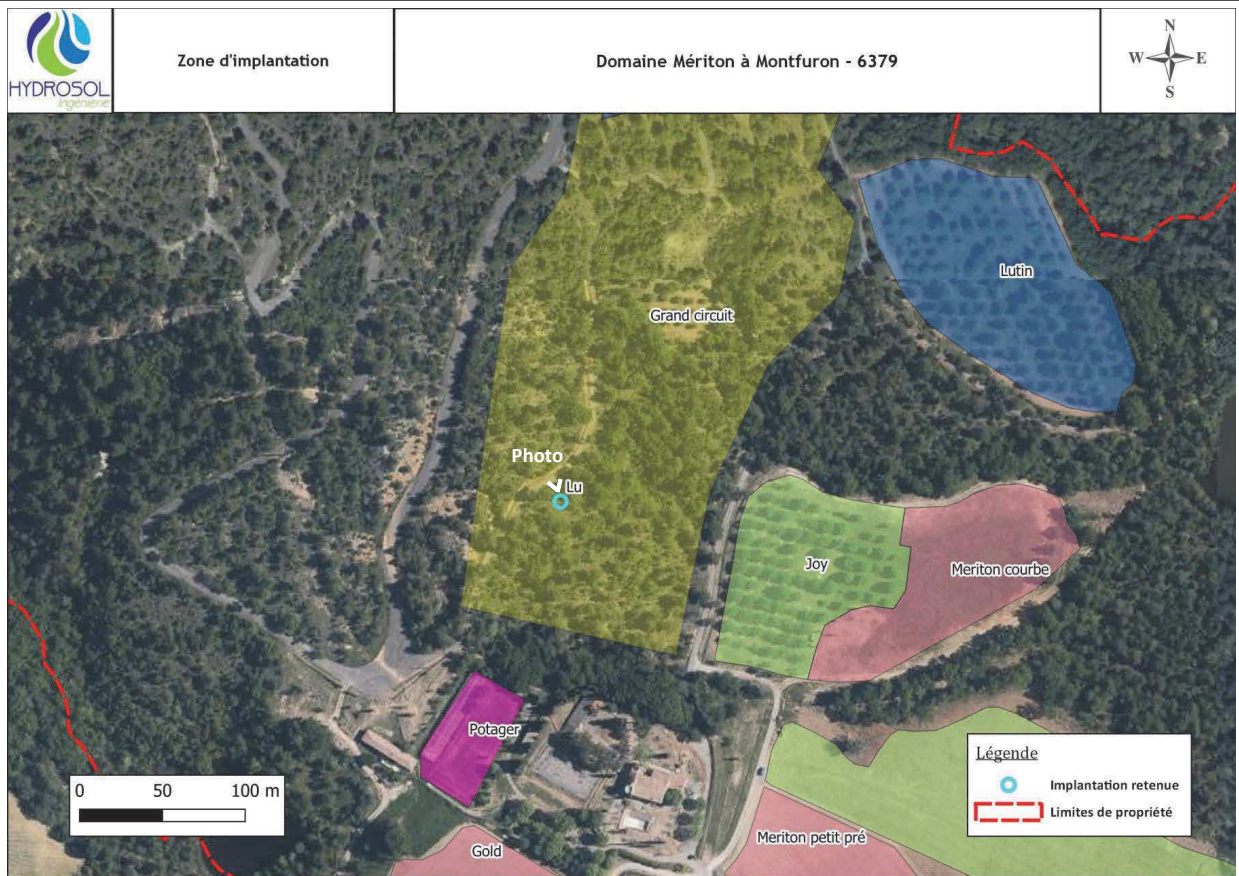 HYDROSOL
Ingénierie
Zone d'implantation
Domaine Mériton à Montfuron - 6379
N
W E
S
Lutin
Grand circuit
Photo
Lu
Joy
Meriton courbe
Potager
Gold
Meriton petit pré
0 50 100 m
Légende
Implantation retenue
Limites de propriété